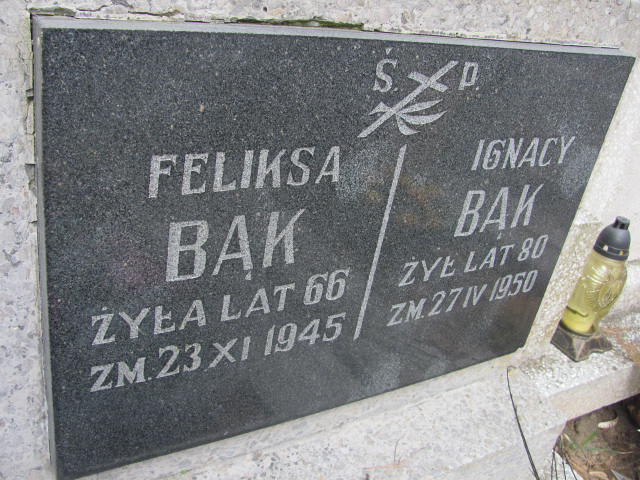 Ś. P.
FELIKSA
BĄK
ŻYŁA LAT 66
ZM. 23 XI 1945
IGNACY
BĄK
ŻYŁ LAT 80
ZM. 27 IV 1950